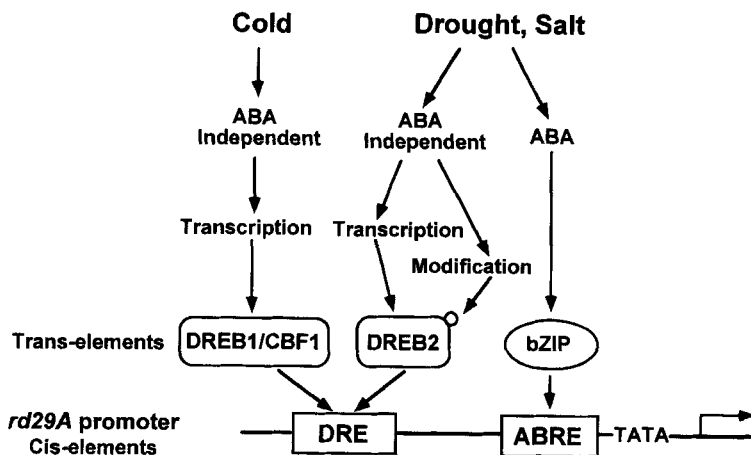 Cold
Drought, Salt
ABA
Independent
ABA
Independent
ABA
Transcription
Transcription
Modification
Trans-elements
DREB1/CBF1
DREB2
bZIP
rd29A promoter
Cis-elements
DRE
ABRE
TATA